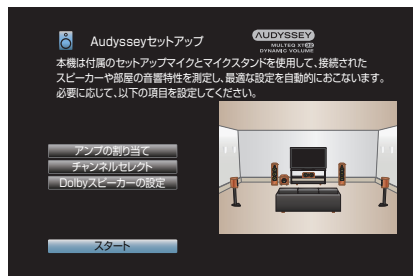 Audysseyセットアップ
AUDYSSEY
MULTEQ XT32
DYNAMIC VOLUME
本機は付属のセットアップマイクとマイクスタンドを使用して、接続された
スピーカーや部屋の音響特性を測定し、最適な設定を自動的におこないます。
必要に応じて、以下の項目を設定してください。
アンプの割り当て
チャンネルセレクト
Dolbyスピーカーの設定
スタート